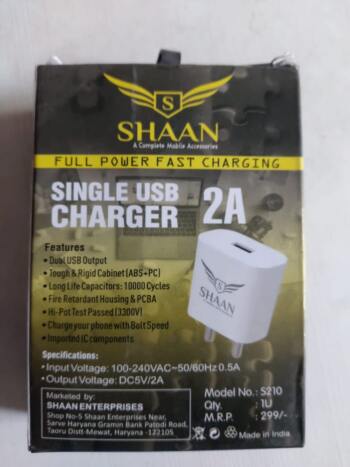 S
SHAAN
A Complete Mobile Accessories
FULL POWER FAST CHARGING
SINGLE USB
CHARGER 2A
Features
• Dual USB Output
• Tough & Rigid Cabinet (ABS+PC)
• Long Life Capacitors: 10000 Cycles
• Fire Retardant Housing & PCBA
• Hi-Pot Test Passed (3300V)
• Charge your phone with Bolt Speed
• Imported IC components
S
SHAAN
Specifications:
• Input Voltage: 100-240VAC~50/60Hz 0.5A
• Output Voltage: DC5V/2A
Marketed by:
SHAAN ENTERPRISES
Shop No-5 Shaan Enterprises Near,
Sarve Haryana Gramin Bank Patodi Road,
Taoru Distt-Mewat, Haryana -122105
Model No.: S210
Qty. : 1U
M.R.P. : 299/-
Made in India